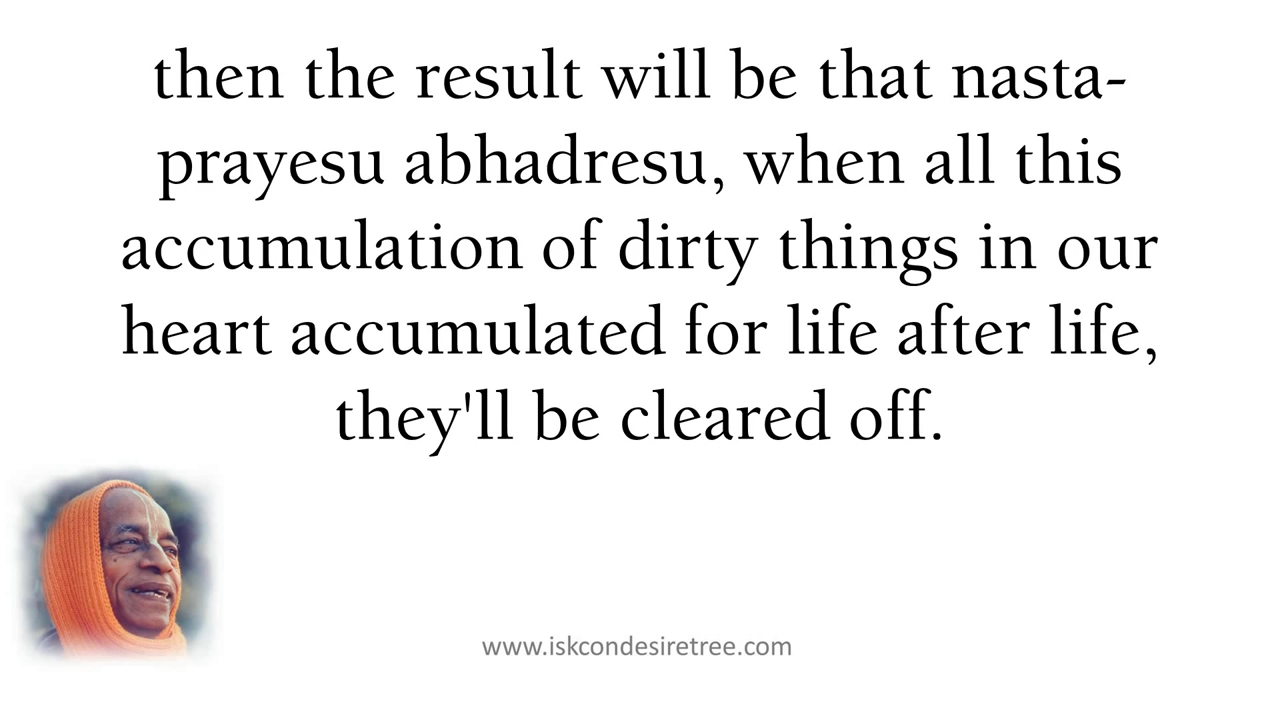 then the result will be that nasta-
prayesu abhadresu, when all this
accumulation of dirty things in our
heart accumulated for life after life,
they'll be cleared off.
www.iskcondesiretree.com